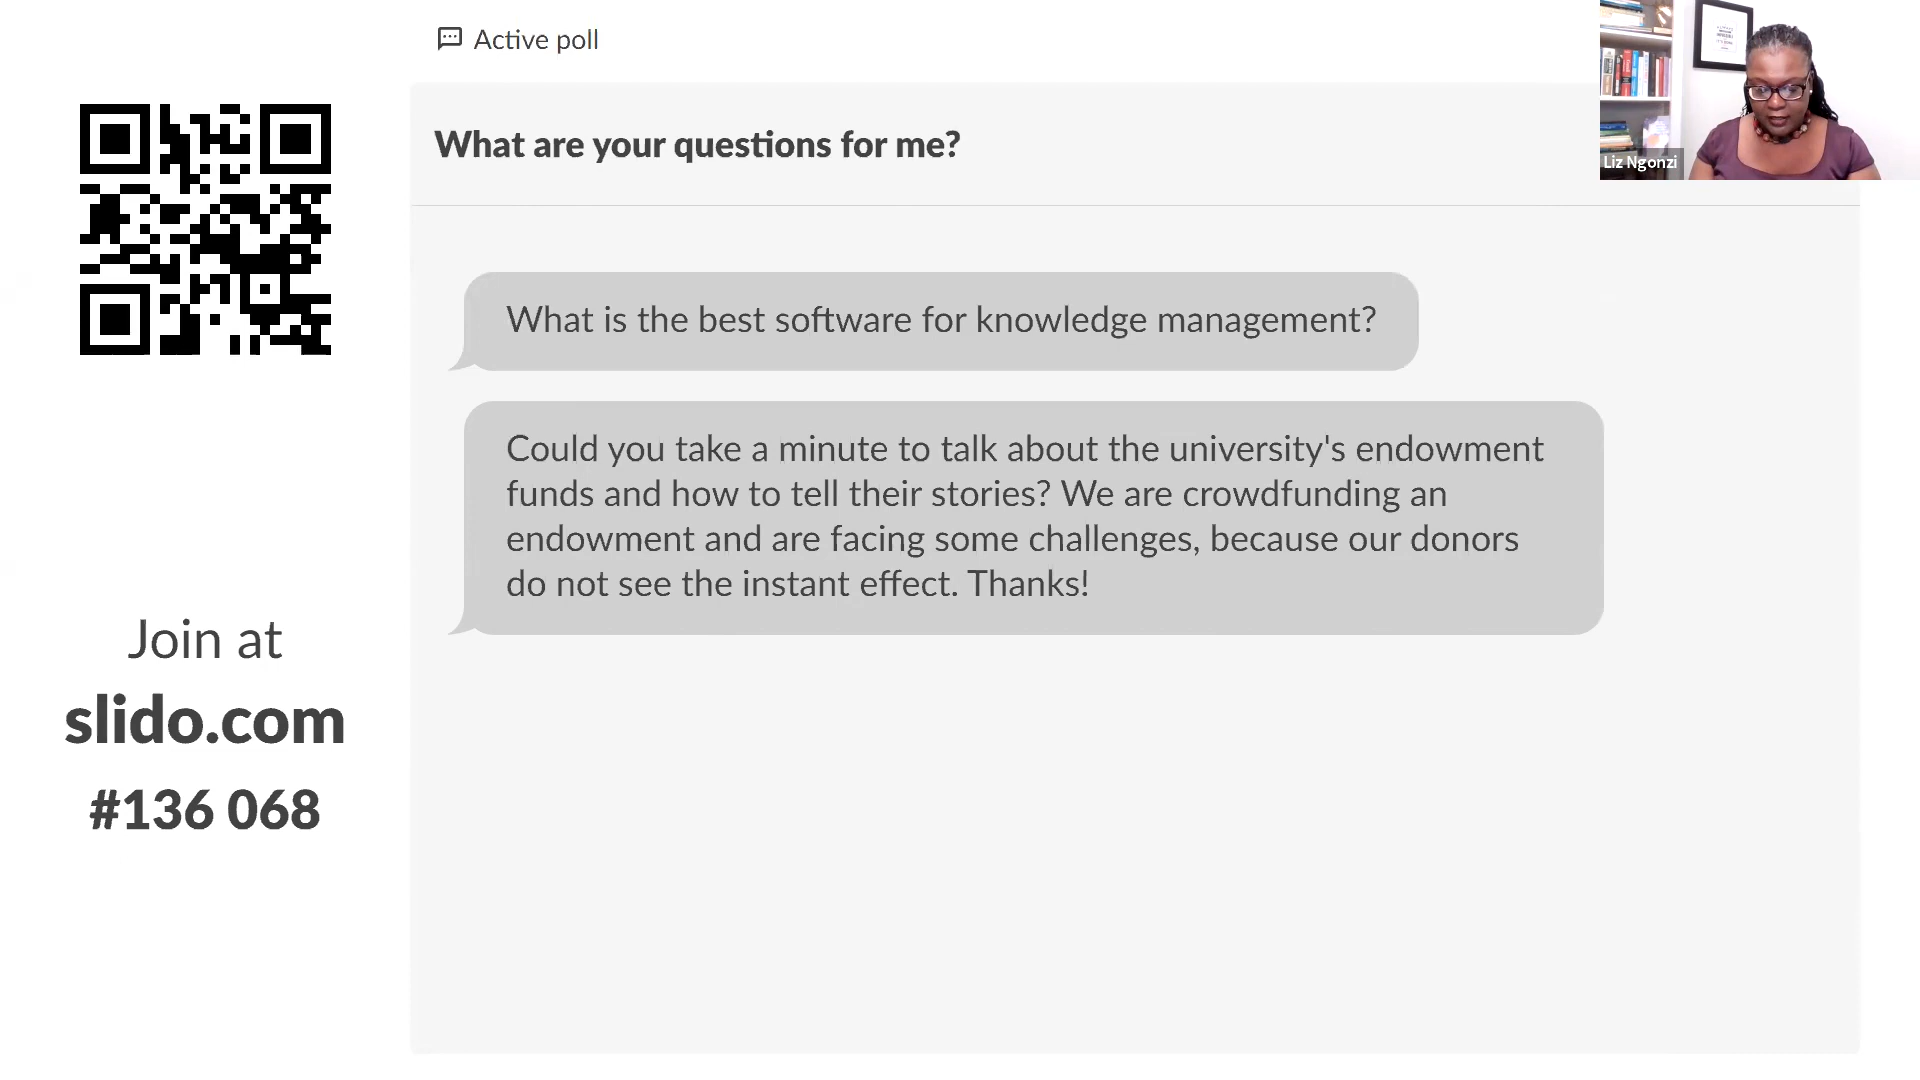 Active poll
What are your questions for me?
Liz Ngonzi
What is the best software for knowledge management?
Could you take a minute to talk about the university's endowment
funds and how to tell their stories? We are crowdfunding an
endowment and are facing some challenges, because our donors
do not see the instant effect. Thanks!
Join at
slido.com
#136 068